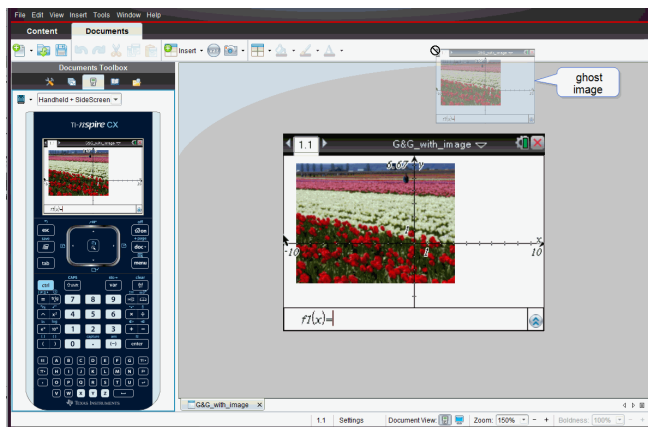 File Edit View Insert Tools Window Help
Content Documents
Insert
Documents Toolbox
Handheld + SideScreen
ghost
image
TI-nspire CX
1.1 G&G_with_image
6.67 y
x
-10 1 1 10
f1(x)=
esc
on
tab
doc
menu
ctrl shift var
7 8 9
4 5 6
1 2 3
0 . (−) enter
A B C D E F G
H I J K L M N
O P Q R S T U
V W X Y Z
TEXAS INSTRUMENTS
G&G_with_image ×
1.1 Settings Document View: Zoom: 150% - + Boldness: 100% - +